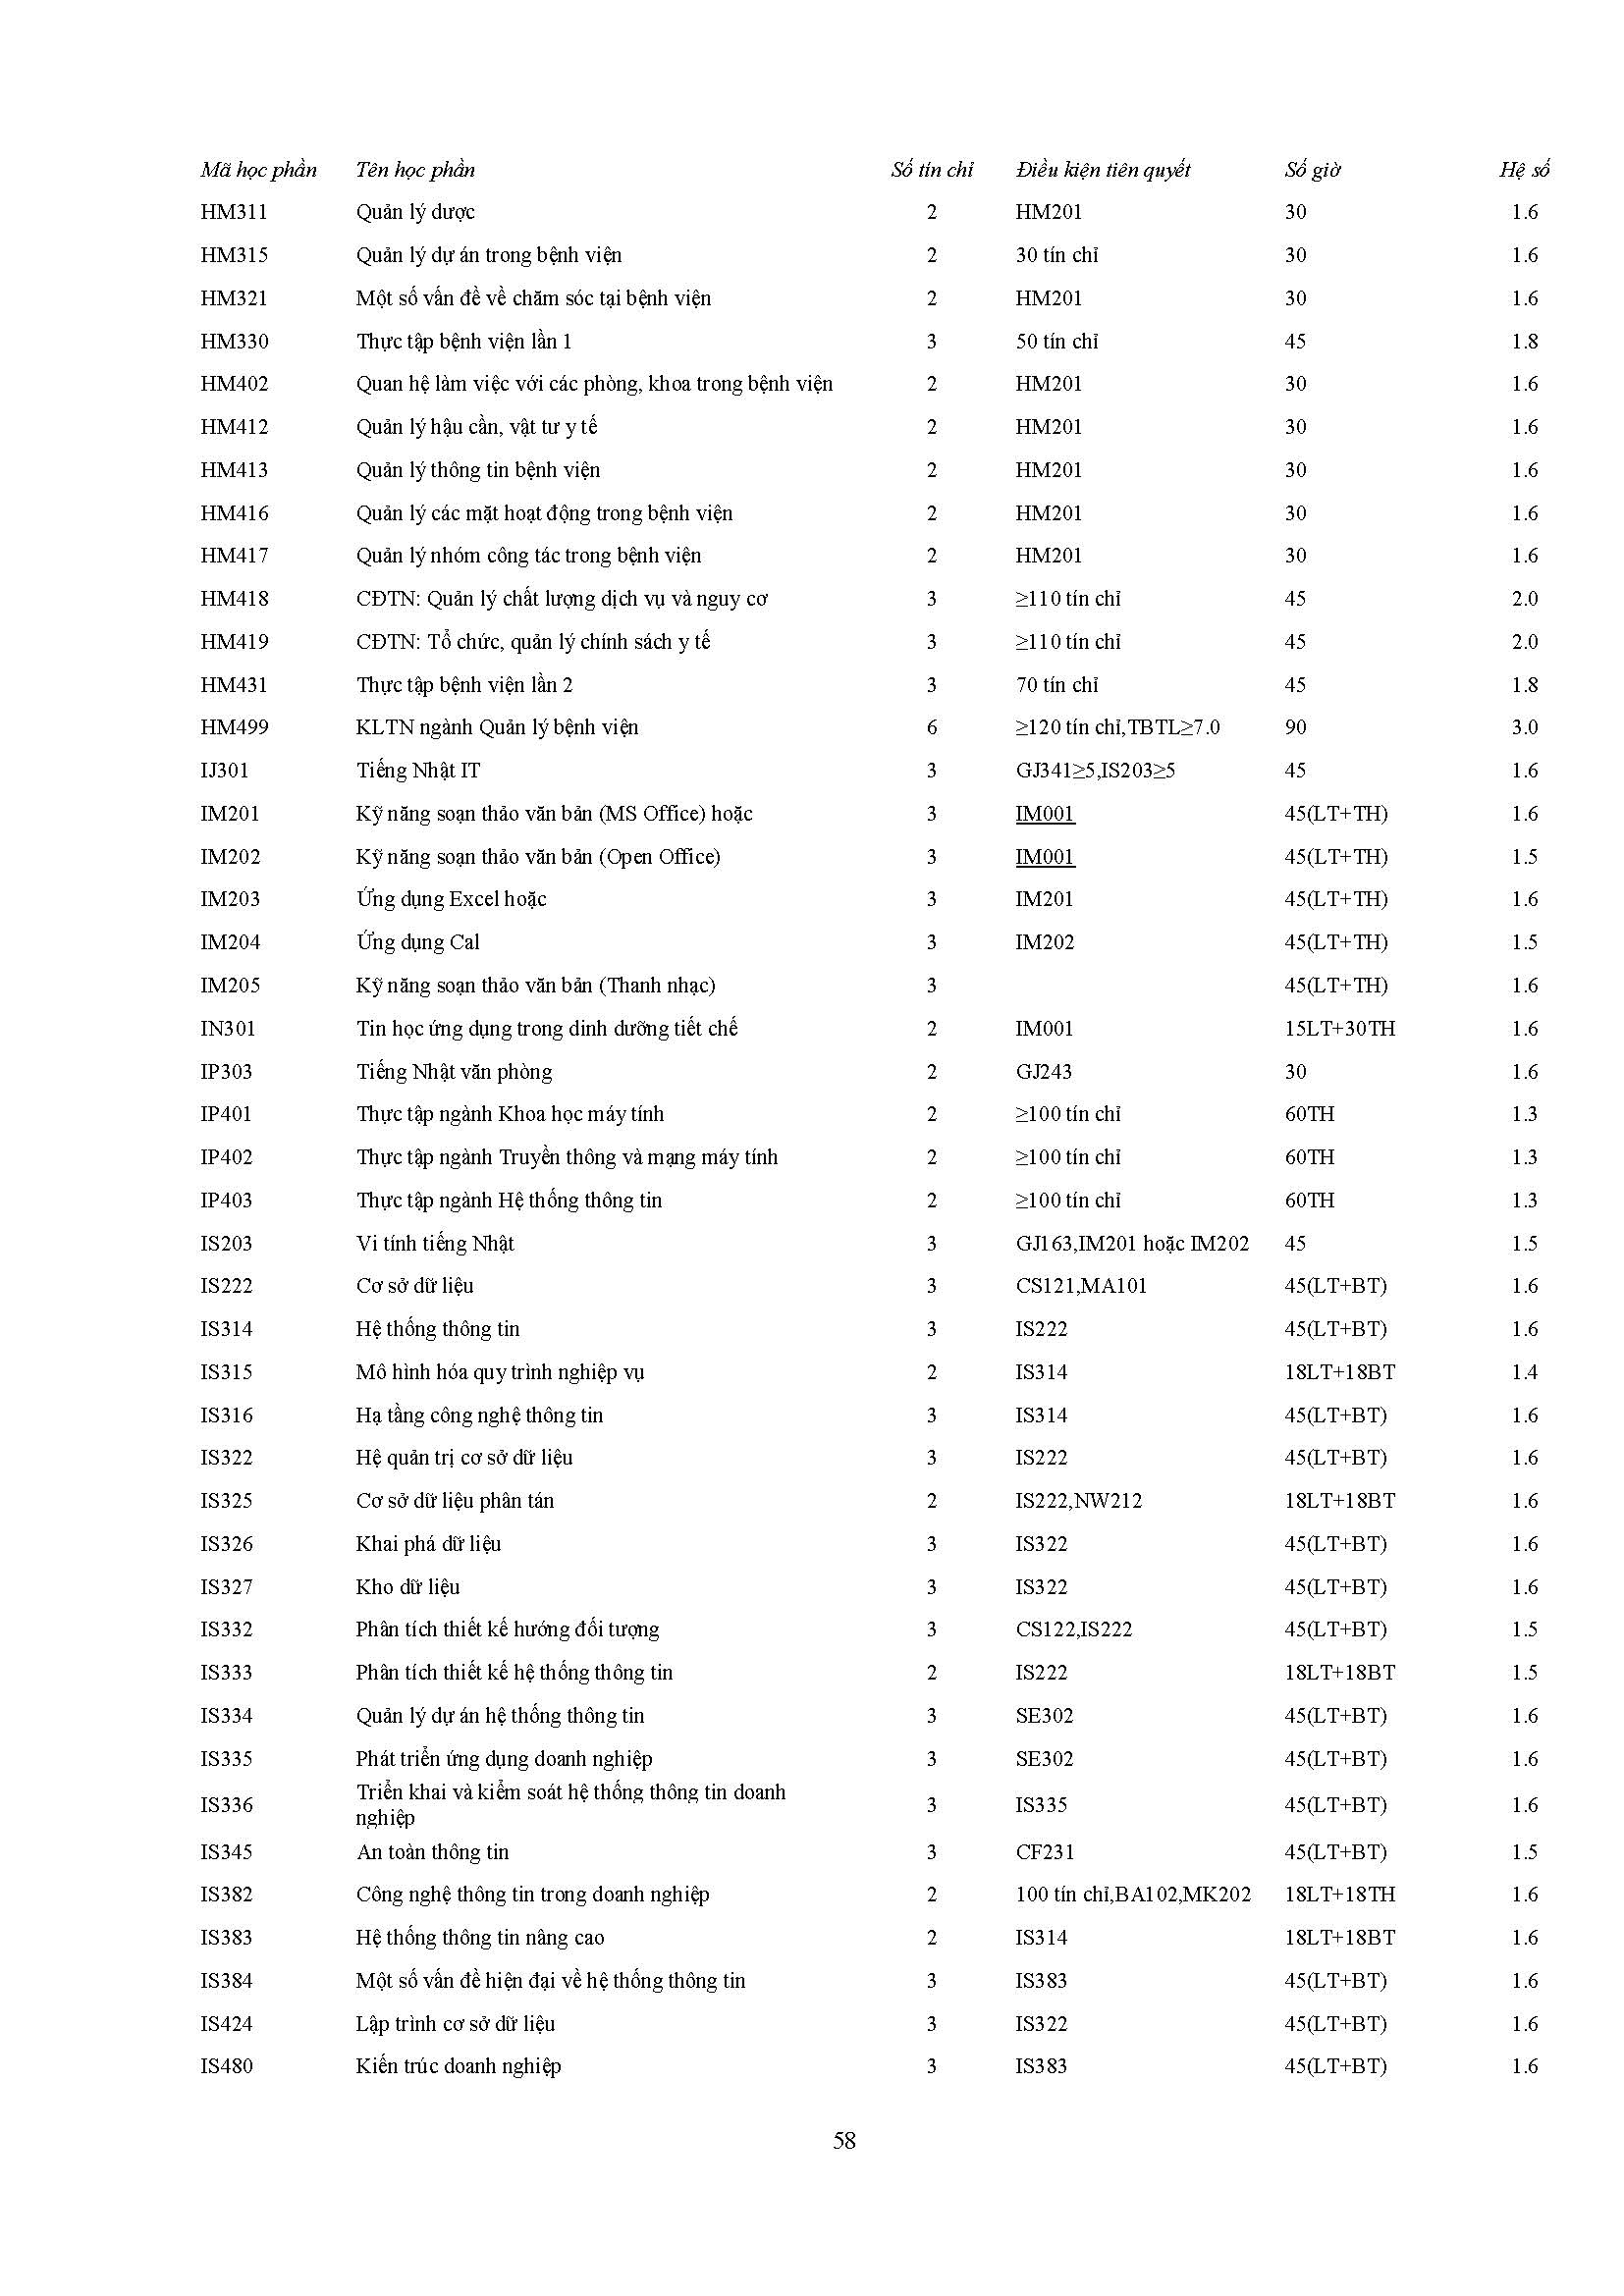 Mã học phần Tên học phần Số tín chỉ Điều kiện tiên quyết Số giờ Hệ số
HM311 Quản lý dược 2 HM201 30 1.6
HM315 Quản lý dự án trong bệnh viện 2 30 tín chỉ 30 1.6
HM321 Một số vấn đề về chăm sóc tại bệnh viện 2 HM201 30 1.6
HM330 Thực tập bệnh viện lần 1 3 50 tín chỉ 45 1.8
HM402 Quan hệ làm việc với các phòng, khoa trong bệnh viện 2 HM201 30 1.6
HM412 Quản lý hậu cần, vật tư y tế 2 HM201 30 1.6
HM413 Quản lý thông tin bệnh viện 2 HM201 30 1.6
HM416 Quản lý các mặt hoạt động trong bệnh viện 2 HM201 30 1.6
HM417 Quản lý nhóm công tác trong bệnh viện 2 HM201 30 1.6
HM418 CĐTN: Quản lý chất lượng dịch vụ và nguy cơ 3 ≥110 tín chỉ 45 2.0
HM419 CĐTN: Tổ chức, quản lý chính sách y tế 3 ≥110 tín chỉ 45 2.0
HM431 Thực tập bệnh viện lần 2 3 70 tín chỉ 45 1.8
HM499 KLTN ngành Quản lý bệnh viện 6 ≥120 tín chỉ,TBTL≥7.0 90 3.0
IJ301 Tiếng Nhật IT 3 GJ341≥5,IS203≥5 45 1.6
IM201 Kỹ năng soạn thảo văn bản (MS Office) hoặc 3 IM001 45(LT+TH) 1.6
IM202 Kỹ năng soạn thảo văn bản (Open Office) 3 IM001 45(LT+TH) 1.5
IM203 Ứng dụng Excel hoặc 3 IM201 45(LT+TH) 1.6
IM204 Ứng dụng Cal 3 IM202 45(LT+TH) 1.5
IM205 Kỹ năng soạn thảo văn bản (Thanh nhạc) 3 45(LT+TH) 1.6
IN301 Tin học ứng dụng trong dinh dưỡng tiết chế 2 IM001 15LT+30TH 1.6
IP303 Tiếng Nhật văn phòng 2 GJ243 30 1.6
IP401 Thực tập ngành Khoa học máy tính 2 ≥100 tín chỉ 60TH 1.3
IP402 Thực tập ngành Truyền thông và mạng máy tính 2 ≥100 tín chỉ 60TH 1.3
IP403 Thực tập ngành Hệ thống thông tin 2 ≥100 tín chỉ 60TH 1.3
IS203 Vi tính tiếng Nhật 3 GJ163,IM201 hoặc IM202 45 1.5
IS222 Cơ sở dữ liệu 3 CS121,MA101 45(LT+BT) 1.6
IS314 Hệ thống thông tin 3 IS222 45(LT+BT) 1.6
IS315 Mô hình hóa quy trình nghiệp vụ 2 IS314 18LT+18BT 1.4
IS316 Hạ tầng công nghệ thông tin 3 IS314 45(LT+BT) 1.6
IS322 Hệ quản trị cơ sở dữ liệu 3 IS222 45(LT+BT) 1.6
IS325 Cơ sở dữ liệu phân tán 2 IS222,NW212 18LT+18BT 1.6
IS326 Khai phá dữ liệu 3 IS322 45(LT+BT) 1.6
IS327 Kho dữ liệu 3 IS322 45(LT+BT) 1.6
IS332 Phân tích thiết kế hướng đối tượng 3 CS122,IS222 45(LT+BT) 1.5
IS333 Phân tích thiết kế hệ thống thông tin 2 IS222 18LT+18BT 1.5
IS334 Quản lý dự án hệ thống thông tin 3 SE302 45(LT+BT) 1.6
IS335 Phát triển ứng dụng doanh nghiệp 3 SE302 45(LT+BT) 1.6
Triển khai và kiểm soát hệ thống thông tin doanh
IS336 nghiệp 3 IS335 45(LT+BT) 1.6
IS345 An toàn thông tin 3 CF231 45(LT+BT) 1.5
IS382 Công nghệ thông tin trong doanh nghiệp 2 100 tín chỉ,BA102,MK202 18LT+18TH 1.6
IS383 Hệ thống thông tin nâng cao 2 IS314 18LT+18BT 1.6
IS384 Một số vấn đề hiện đại về hệ thống thông tin 3 IS383 45(LT+BT) 1.6
IS424 Lập trình cơ sở dữ liệu 3 IS322 45(LT+BT) 1.6
IS480 Kiến trúc doanh nghiệp 3 IS383 45(LT+BT) 1.6
58